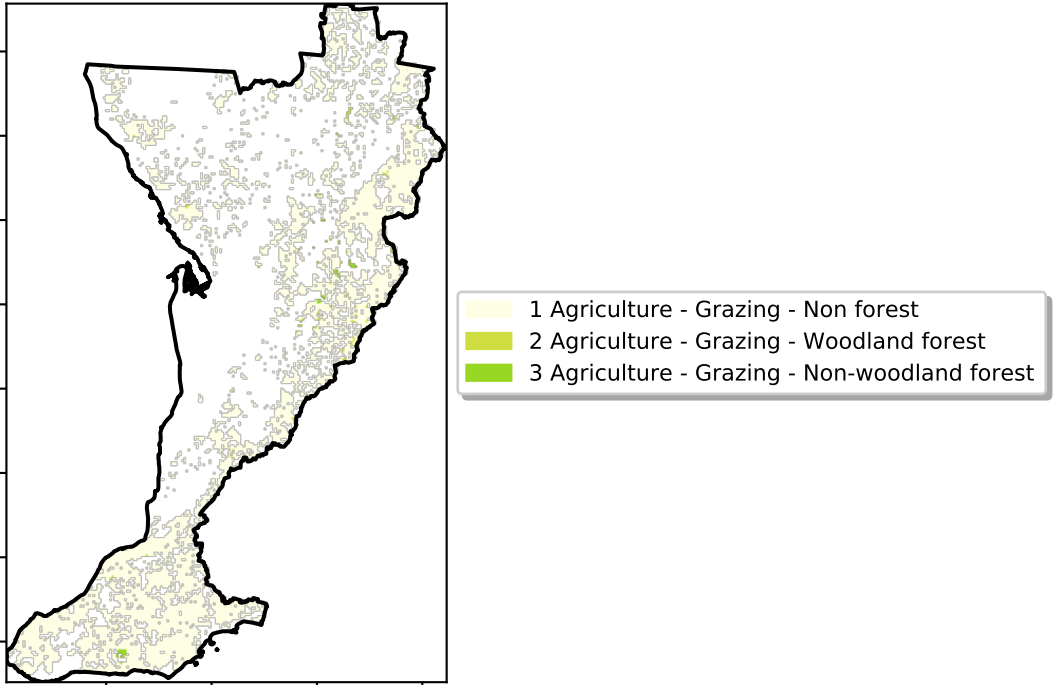 1 Agriculture - Grazing - Non forest
2 Agriculture - Grazing - Woodland forest
3 Agriculture - Grazing - Non-woodland forest